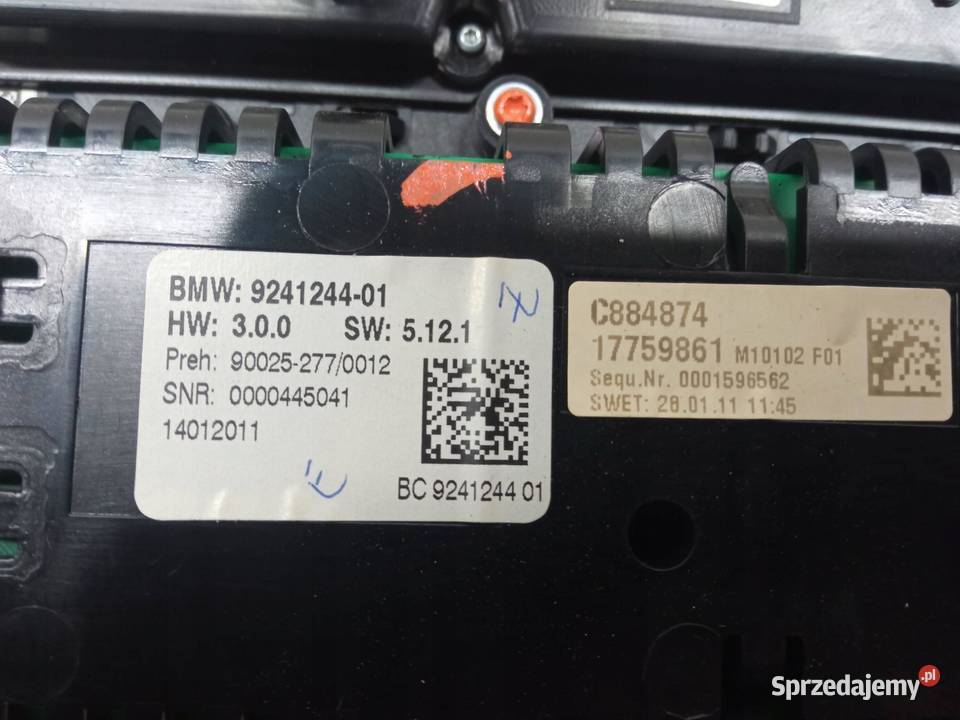 BMW: 9241244-01
HW: 3.0.0 SW: 5.12.1
Preh: 90025-277/0012
SNR: 0000445041
14012011
BC 9241244 01
C884874
17759861 M10102 F01
Sequ.Nr. 0001596562
SWET: 28.01.11 11:45
Sprzedajemy.pl